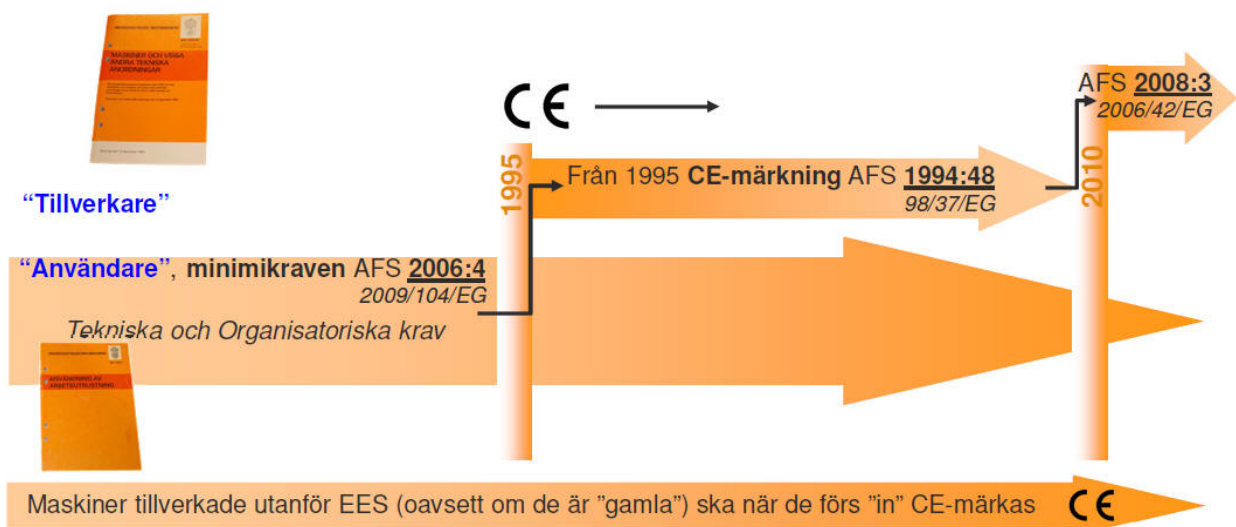 MASKINER OCH VISSA
ANDRA TEKNISKA
ANORDNINGAR
CE
AFS 2008:3
2006/42/EG
1995
Från 1995 CE-märkning AFS 1994:48
98/37/EG
2010
“Tillverkare”
“Användare”, minimikraven AFS 2006:4
2009/104/EG
Tekniska och Organisatoriska krav
ANVÄNDNING AV
ARBETSUTRUSTNING
Maskiner tillverkade utanför EES (oavsett om de är ”gamla”) ska när de förs ”in” CE-märkas CE